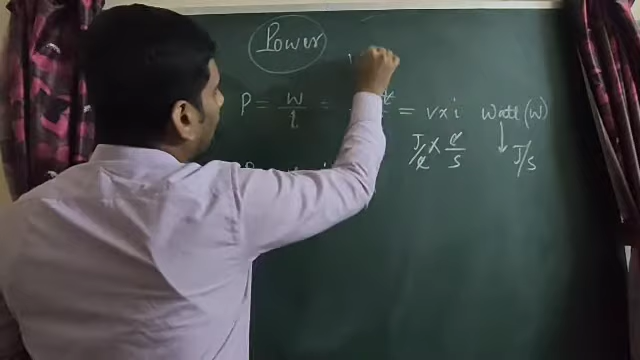 Power
P = W/t = = v x i Watt (W)
J/c x c/s J/s